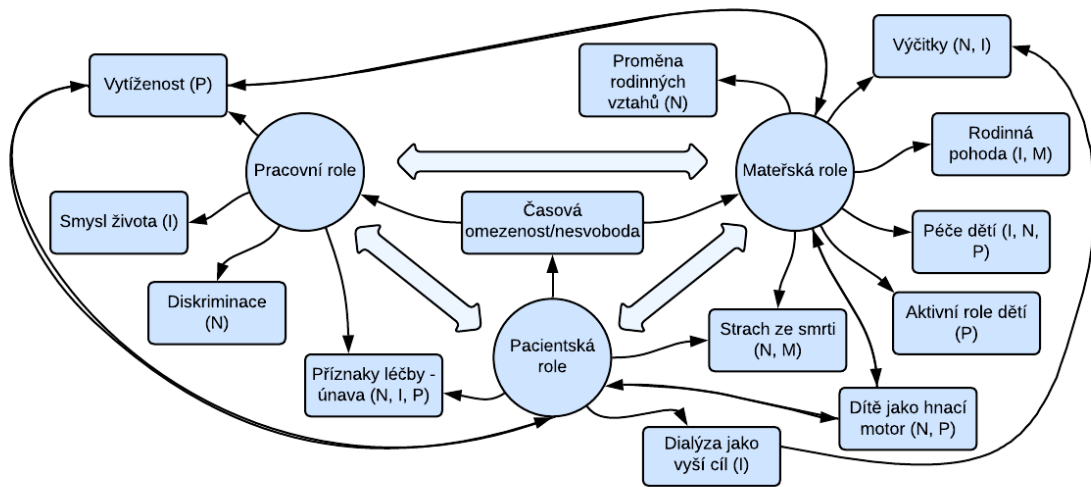 Vytíženost (P)
Proměna
rodinných
vztahů (N)
Výčitky (N, I)
Pracovní role
Mateřská role
Rodinná
pohoda (I, M)
Smysl života (I)
Časová
omezenost/nesvoboda
Péče dětí (I, N,
P)
Diskriminace
(N)
Aktivní role dětí
(P)
Strach ze smrti
(N, M)
Pacientská
role
Příznaky léčby -
únava (N, I, P)
Dítě jako hnací
motor (N, P)
Dialýza jako
vyší cíl (I)